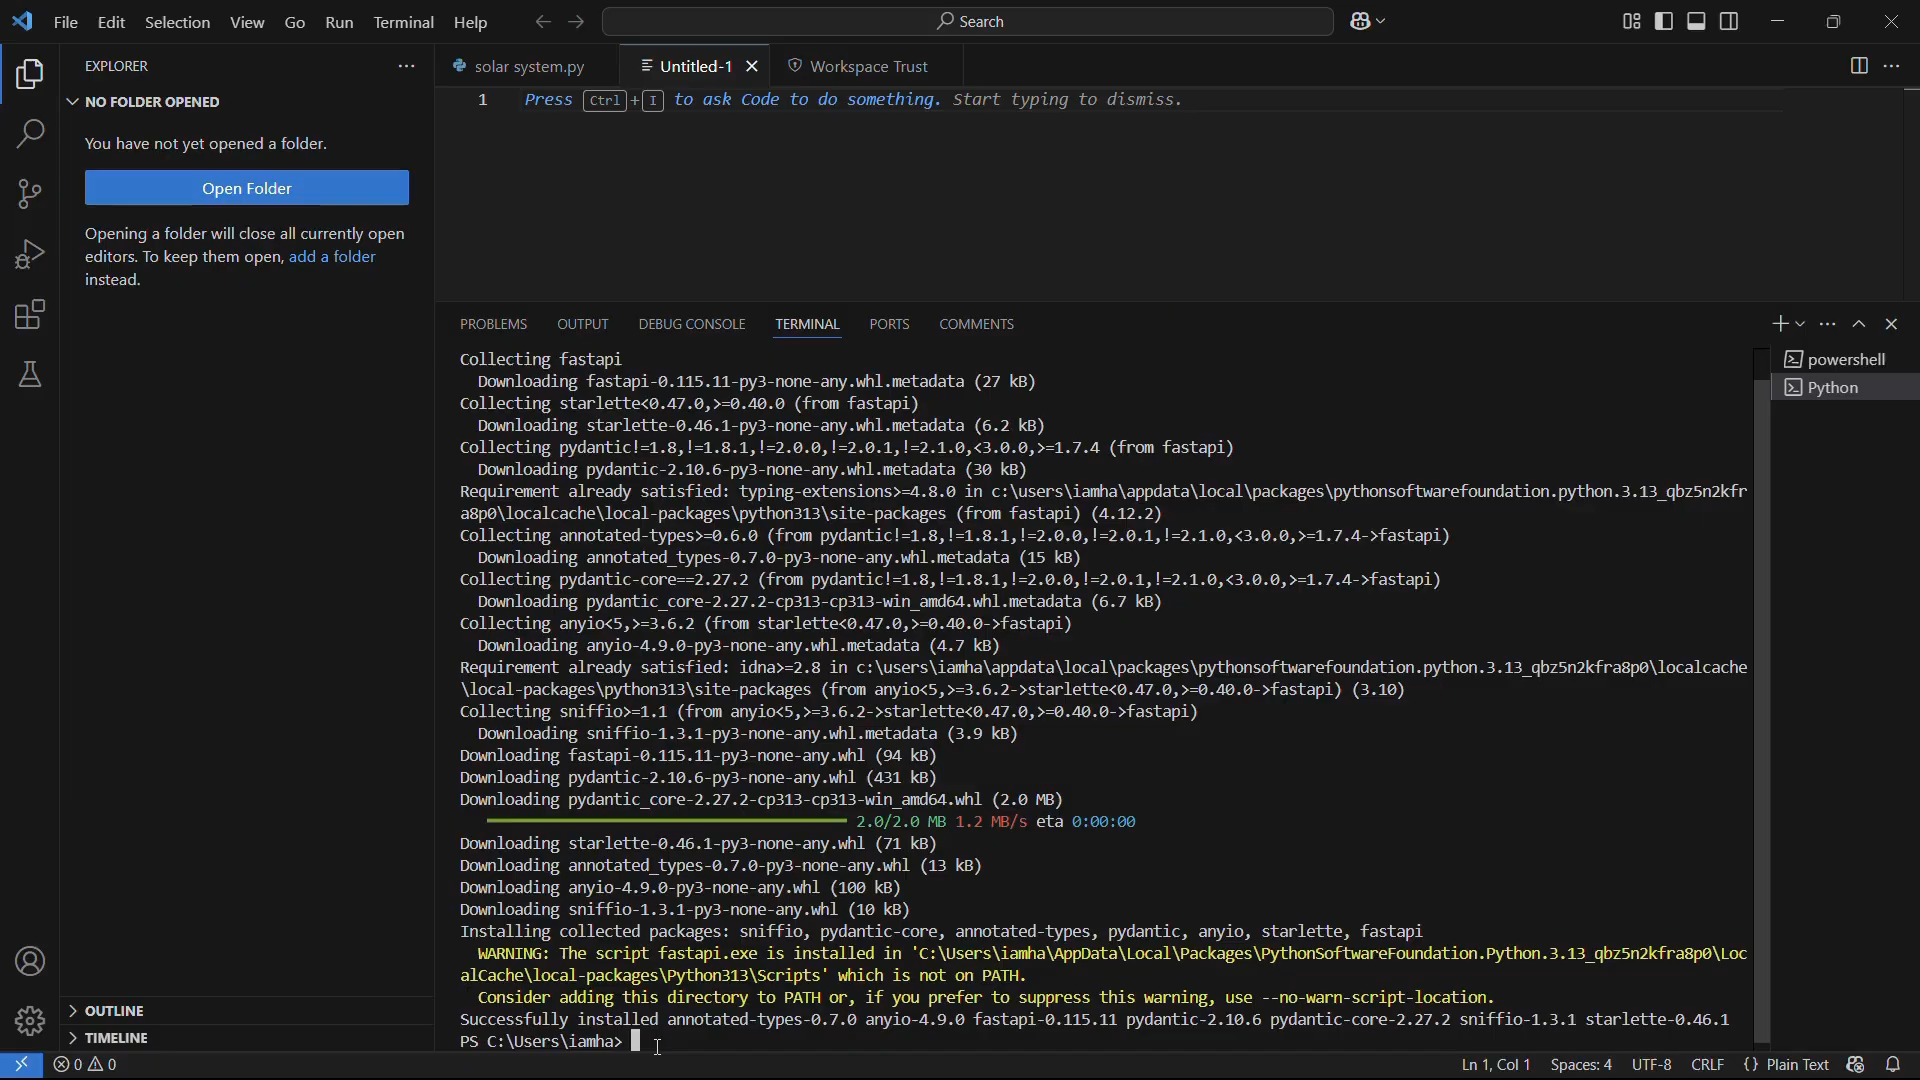 File Edit Selection View Go Run Terminal Help
Search
EXPLORER
NO FOLDER OPENED
You have not yet opened a folder.
Open Folder
Opening a folder will close all currently open
editors. To keep them open, add a folder
instead.
OUTLINE
TIMELINE
solar system.py
Untitled-1
Workspace Trust
1 Press Ctrl+I to ask Code to do something. Start typing to dismiss.
PROBLEMS OUTPUT DEBUG CONSOLE TERMINAL PORTS COMMENTS
powershell
Python
Collecting fastapi
Downloading fastapi-0.115.11-py3-none-any.whl.metadata (27 kB)
Collecting starlette<0.47.0,>=0.40.0 (from fastapi)
Downloading starlette-0.46.1-py3-none-any.whl.metadata (6.2 kB)
Collecting pydantic!=1.8,!=1.8.1,!=2.0.0,!=2.0.1,!=2.1.0,<3.0.0,>=1.7.4 (from fastapi)
Downloading pydantic-2.10.6-py3-none-any.whl.metadata (30 kB)
Requirement already satisfied: typing-extensions>=4.8.0 in c:\users\iamha\appdata\local\packages\pythonsoftwarefoundation.python.3.13_qbz5n2kfr
a8p0\localcache\local-packages\python313\site-packages (from fastapi) (4.12.2)
Collecting annotated-types>=0.6.0 (from pydantic!=1.8,!=1.8.1,!=2.0.0,!=2.0.1,!=2.1.0,<3.0.0,>=1.7.4->fastapi)
Downloading annotated_types-0.7.0-py3-none-any.whl.metadata (15 kB)
Collecting pydantic-core==2.27.2 (from pydantic!=1.8,!=1.8.1,!=2.0.0,!=2.0.1,!=2.1.0,<3.0.0,>=1.7.4->fastapi)
Downloading pydantic_core-2.27.2-cp313-cp313-win_amd64.whl.metadata (6.7 kB)
Collecting anyio<5,>=3.6.2 (from starlette<0.47.0,>=0.40.0->fastapi)
Downloading anyio-4.9.0-py3-none-any.whl.metadata (4.7 kB)
Requirement already satisfied: idna>=2.8 in c:\users\iamha\appdata\local\packages\pythonsoftwarefoundation.python.3.13_qbz5n2kfra8p0\localcache
\local-packages\python313\site-packages (from anyio<5,>=3.6.2->starlette<0.47.0,>=0.40.0->fastapi) (3.10)
Collecting sniffio>=1.1 (from anyio<5,>=3.6.2->starlette<0.47.0,>=0.40.0->fastapi)
Downloading sniffio-1.3.1-py3-none-any.whl.metadata (3.9 kB)
Downloading fastapi-0.115.11-py3-none-any.whl (94 kB)
Downloading pydantic-2.10.6-py3-none-any.whl (431 kB)
Downloading pydantic_core-2.27.2-cp313-cp313-win_amd64.whl (2.0 MB)
2.0/2.0 MB 1.2 MB/s eta 0:00:00
Downloading starlette-0.46.1-py3-none-any.whl (71 kB)
Downloading annotated_types-0.7.0-py3-none-any.whl (13 kB)
Downloading anyio-4.9.0-py3-none-any.whl (100 kB)
Downloading sniffio-1.3.1-py3-none-any.whl (10 kB)
Installing collected packages: sniffio, pydantic-core, annotated-types, pydantic, anyio, starlette, fastapi
WARNING: The script fastapi.exe is installed in 'C:\Users\iamha\AppData\Local\Packages\PythonSoftwareFoundation.Python.3.13_qbz5n2kfra8p0\Loc
alCache\local-packages\Python313\Scripts' which is not on PATH.
Consider adding this directory to PATH or, if you prefer to suppress this warning, use --no-warn-script-location.
Successfully installed annotated-types-0.7.0 anyio-4.9.0 fastapi-0.115.11 pydantic-2.10.6 pydantic-core-2.27.2 sniffio-1.3.1 starlette-0.46.1
PS C:\Users\iamha>
0 0
Ln 1, Col 1 Spaces: 4 UTF-8 CRLF {} Plain Text